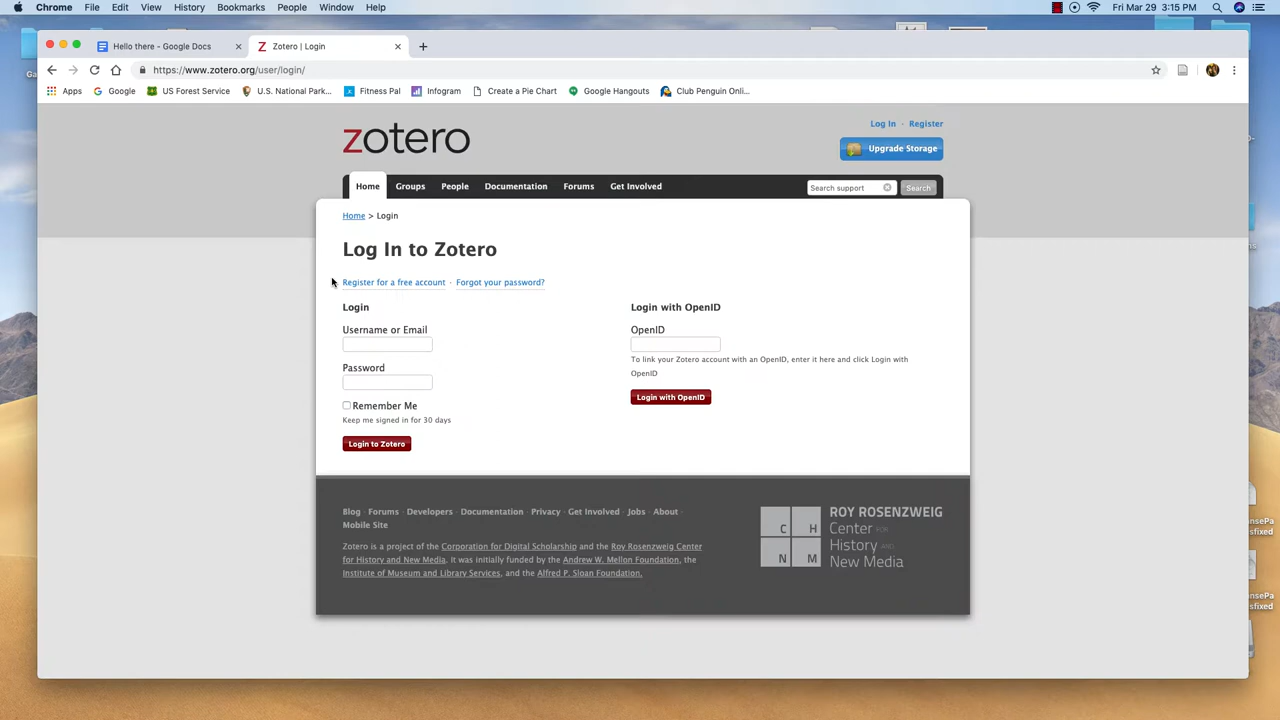 Chrome File Edit View History Bookmarks People Window Help
Fri Mar 29 3:15 PM
Hello there - Google Docs
Zotero | Login
https://www.zotero.org/user/login/
Apps Google US Forest Service U.S. National Park... Fitness Pal Infogram Create a Pie Chart Google Hangouts Club Penguin Onli...
zotero
Log In · Register
Upgrade Storage
Home Groups People Documentation Forums Get Involved
Search support Search
Home > Login
Log In to Zotero
Register for a free account · Forgot your password?
Login
Username or Email
Password
Remember Me
Keep me signed in for 30 days
Login to Zotero
Login with OpenID
OpenID
To link your Zotero account with an OpenID, enter it here and click Login with
OpenID
Login with OpenID
Blog · Forums · Developers · Documentation · Privacy · Get Involved · Jobs · About ·
Mobile Site
Zotero is a project of the Corporation for Digital Scholarship and the Roy Rosenzweig Center
for History and New Media. It was initially funded by the Andrew W. Mellon Foundation, the
Institute of Museum and Library Services, and the Alfred P. Sloan Foundation.
C H
N M
ROY ROSENZWEIG
Center FOR
History AND
New Media